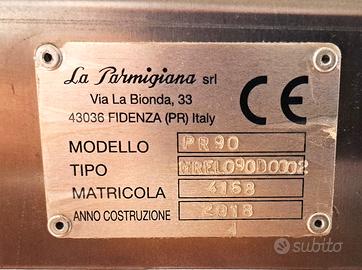 La Parmigiana srl
Via La Bionda, 33
43036 FIDENZA (PR) Italy
CE
MODELLO PR90
TIPO
MATRICOLA 4158
ANNO COSTRUZIONE 2018
subito